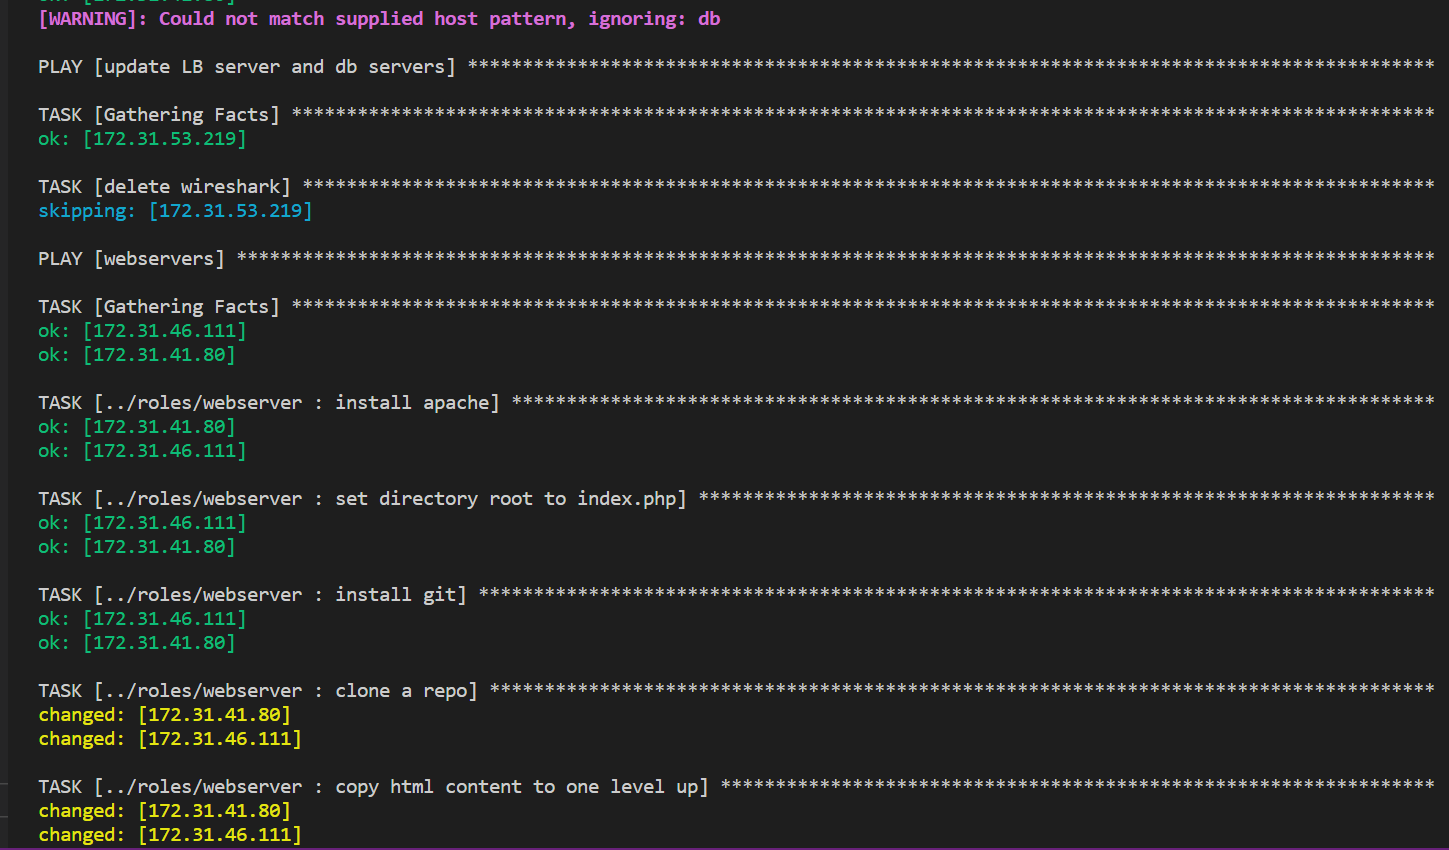 [WARNING]: Could not match supplied host pattern, ignoring: db
PLAY [update LB server and db servers] ****************************************************************************************
TASK [Gathering Facts] ********************************************************************************************************
ok: [172.31.53.219]
TASK [delete wireshark] *******************************************************************************************************
skipping: [172.31.53.219]
PLAY [webservers] *************************************************************************************************************
TASK [Gathering Facts] ********************************************************************************************************
ok: [172.31.46.111]
ok: [172.31.41.80]
TASK [../roles/webserver : install apache] ************************************************************************************
ok: [172.31.41.80]
ok: [172.31.46.111]
TASK [../roles/webserver : set directory root to index.php] *******************************************************************
ok: [172.31.46.111]
ok: [172.31.41.80]
TASK [../roles/webserver : install git] ***************************************************************************************
ok: [172.31.46.111]
ok: [172.31.41.80]
TASK [../roles/webserver : clone a repo] **************************************************************************************
changed: [172.31.41.80]
changed: [172.31.46.111]
TASK [../roles/webserver : copy html content to one level up] *****************************************************************
changed: [172.31.41.80]
changed: [172.31.46.111]